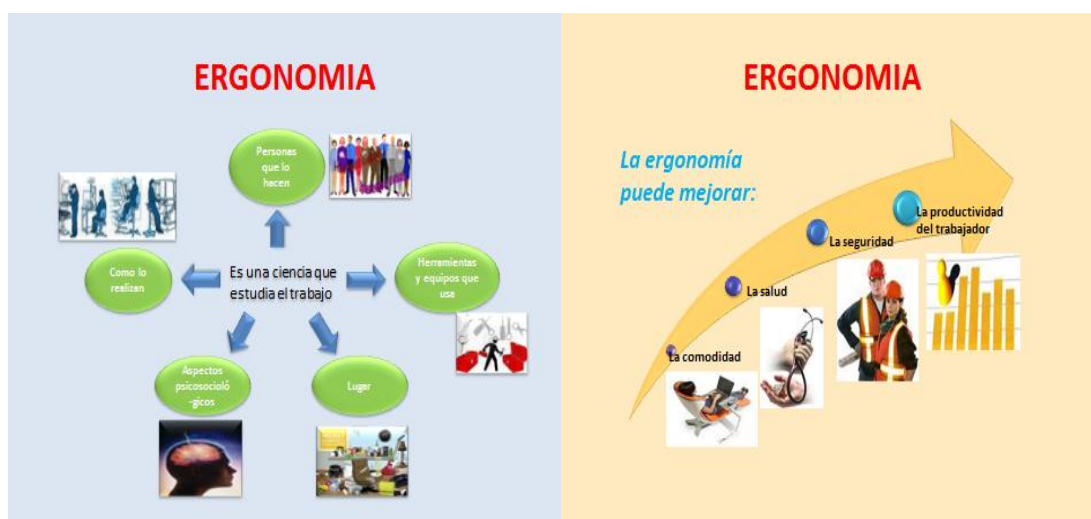 ERGONOMIA
Personas
que lo
hacen
Como lo
realizan
Es una ciencia que
estudia el trabajo
Herramientas
y equipos que
usa
Aspectos
psicosocioló
-gicos
Lugar
ERGONOMIA
La ergonomía
puede mejorar:
La productividad
del trabajador
La seguridad
La salud
La comodidad